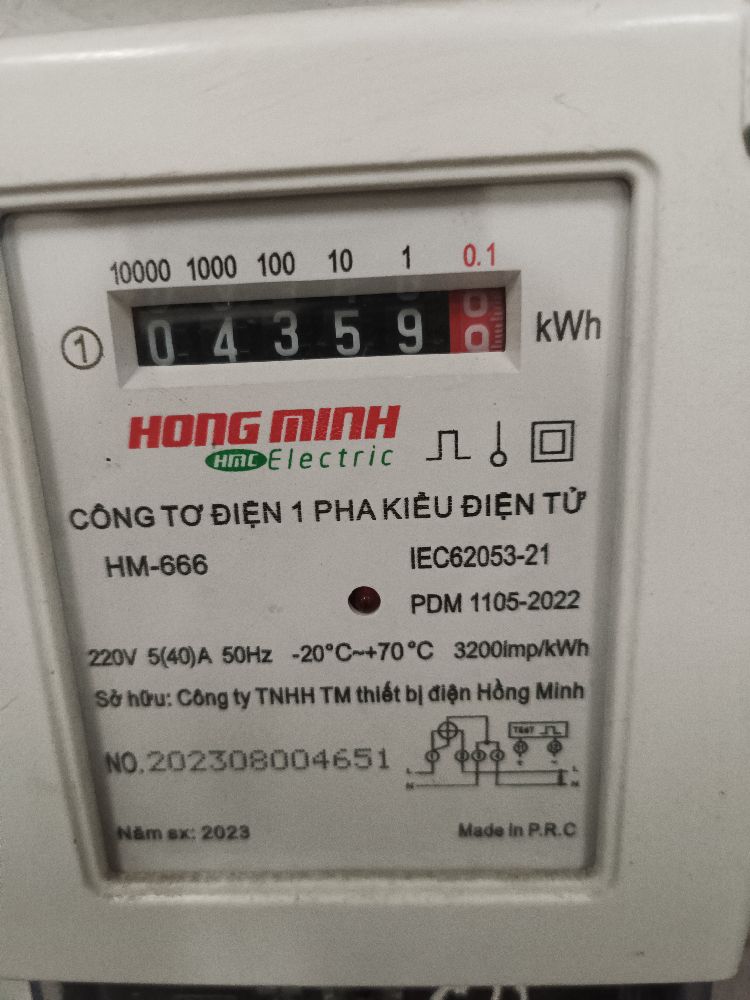 10000 1000 100 10 1 0.1
1 0 4 3 5 9 0 kWh
HONG MINH
HMC Electric
CÔNG TƠ ĐIỆN 1 PHA KIỂU ĐIỆN TỬ
HM-666 IEC62053-21
PDM 1105-2022
220V 5(40)A 50Hz -20°C~+70°C 3200imp/kWh
Sở hữu: Công ty TNHH TM thiết bị điện Hồng Minh
TEST
NO.202308004651
L L
N N
Năm sx: 2023 Made in P.R.C